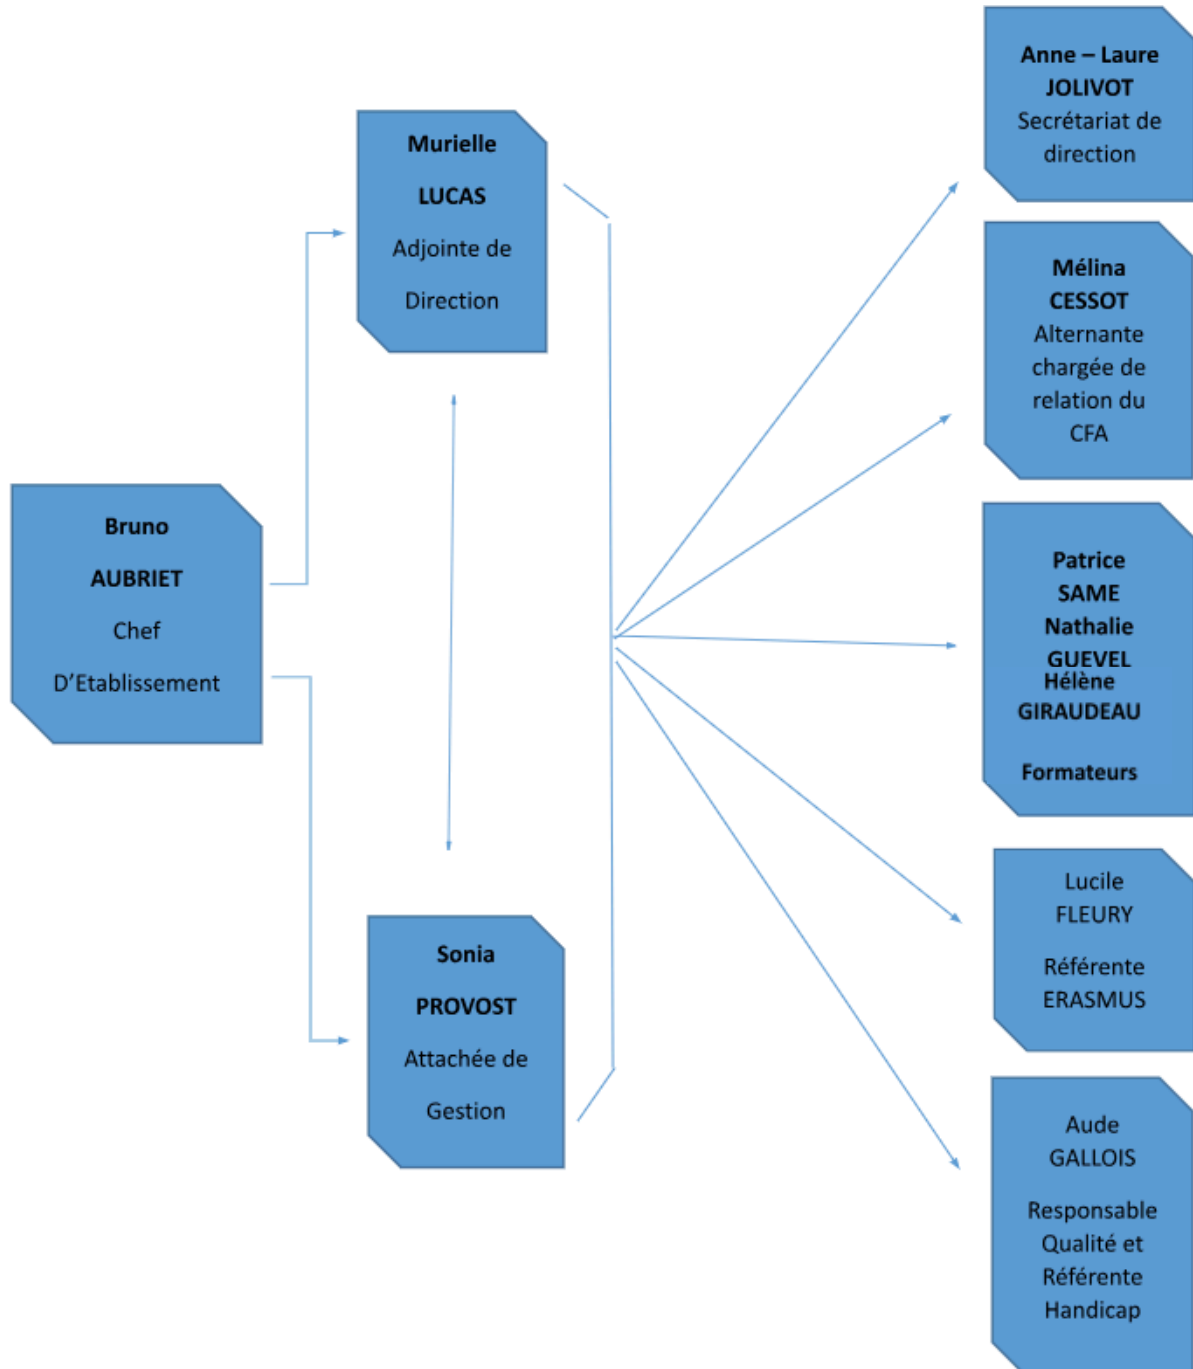 Bruno
AUBRIET
Chef
D'Etablissement
Murielle
LUCAS
Adjointe de
Direction
Sonia
PROVOST
Attachée de
Gestion
Anne – Laure
JOLIVOT
Secrétariat de
direction
Mélina
CESSOT
Alternante
chargée de
relation du
CFA
Patrice
SAME
Nathalie
GUEVEL
Hélène
GIRAUDEAU
Formateurs
Lucile
FLEURY
Référente
ERASMUS
Aude
GALLOIS
Responsable
Qualité et
Référente
Handicap